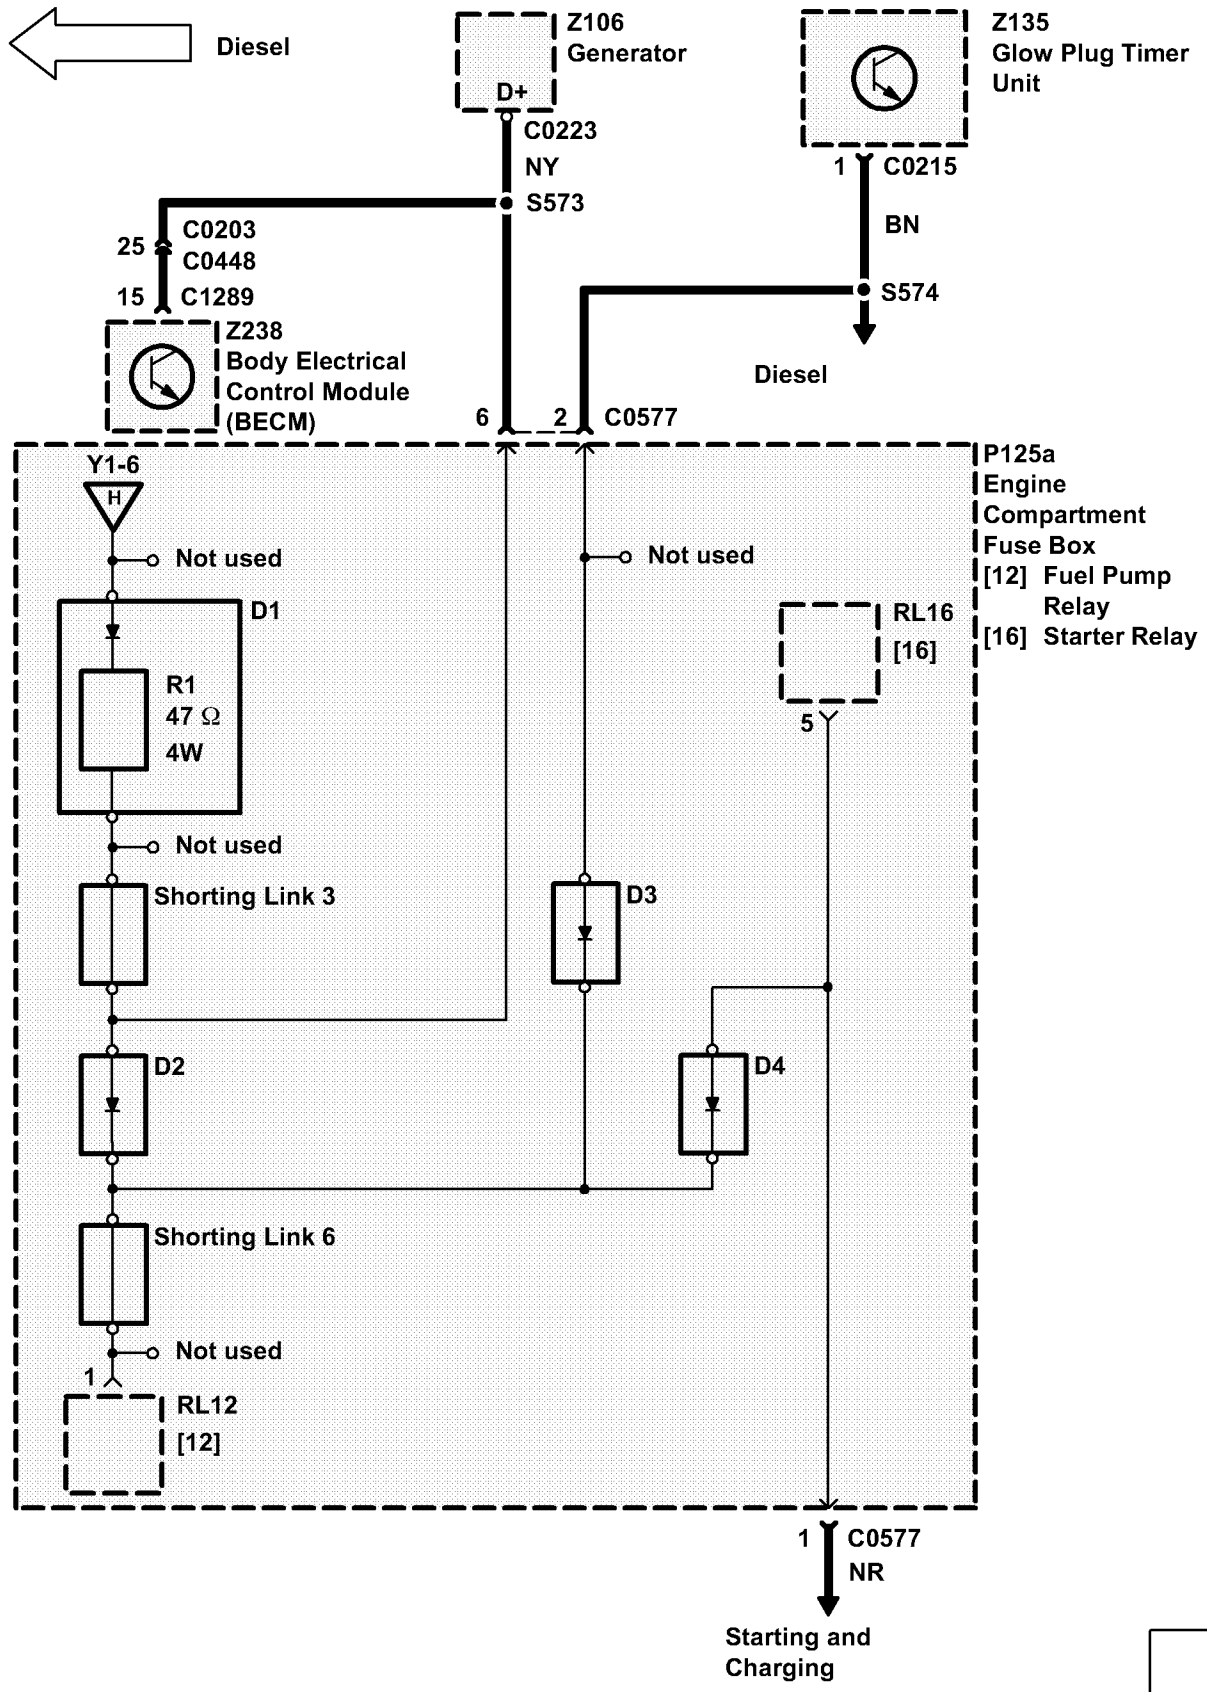 Diesel
Z106
Generator
D+
C0223
NY
S573
Z135
Glow Plug Timer
Unit
1 C0215
BN
S574
Diesel
25
C0203
C0448
15 C1289
Z238
Body Electrical
Control Module
(BECM)
6 2 C0577
P125a
Engine
Compartment
Fuse Box
[12] Fuel Pump
Relay
[16] Starter Relay
Y1-6
H
Not used
Not used
D1
R1
47 Ω
4W
RL16
[16]
5
Not used
Shorting Link 3
D3
D2
D4
Shorting Link 6
Not used
1
RL12
[12]
1 C0577
NR
Starting and
Charging